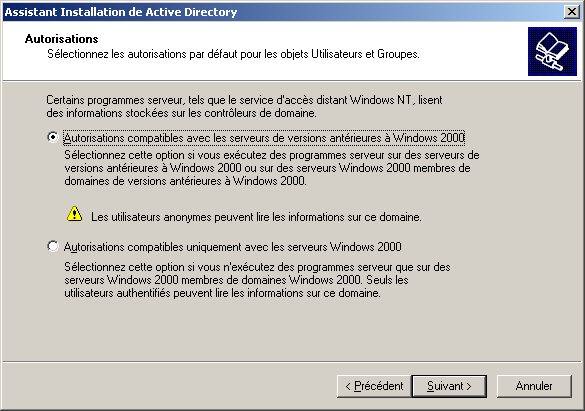 Assistant Installation de Active Directory
Autorisations
Sélectionnez les autorisations par défaut pour les objets Utilisateurs et Groupes.
Certains programmes serveur, tels que le service d'accès distant Windows NT, lisent
des informations stockées sur les contrôleurs de domaine.
Autorisations compatibles avec les serveurs de versions antérieures à Windows 2000
Sélectionnez cette option si vous exécutez des programmes serveur sur des serveurs de
versions antérieures à Windows 2000 ou sur des serveurs Windows 2000 membres de
domaines de versions antérieures à Windows 2000.
Les utilisateurs anonymes peuvent lire les informations sur ce domaine.
Autorisations compatibles uniquement avec les serveurs Windows 2000
Sélectionnez cette option si vous n'exécutez des programmes serveur que sur des
serveurs Windows 2000 membres de domaines Windows 2000. Seuls les
utilisateurs authentifiés peuvent lire les informations sur ce domaine.
< Précédent
Suivant >
Annuler